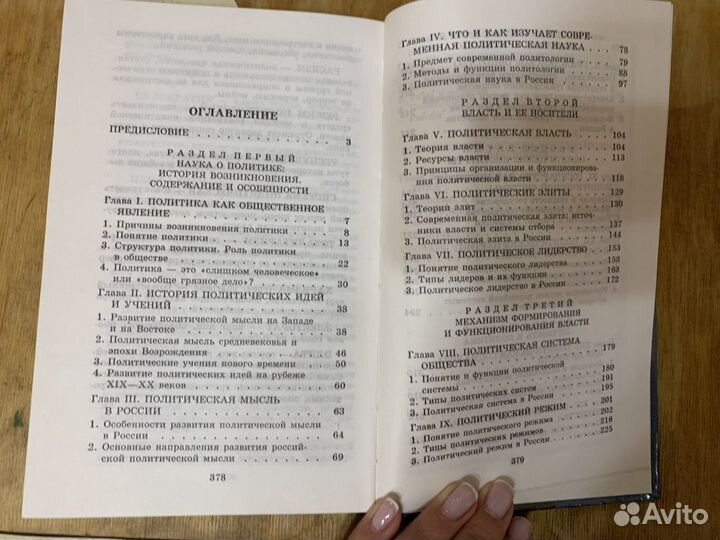 ОГЛАВЛЕНИЕ
ПРЕДИСЛОВИЕ . . . . . . . . . . . . 3
РАЗДЕЛ ПЕРВЫЙ
НАУКА О ПОЛИТИКЕ:
ИСТОРИЯ ВОЗНИКНОВЕНИЯ,
СОДЕРЖАНИЕ И ОСОБЕННОСТИ
Глава I. ПОЛИТИКА КАК ОБЩЕСТВЕННОЕ
ЯВЛЕНИЕ . . . . . . . . . . . . 7
1. Причины возникновения политики . . . . 8
2. Понятие политики . . . . . . . . 13
3. Структура политики. Роль политики
в обществе . . . . . . . . . . . 22
4. Политика — это «слишком человеческое»
или «вообще грязное дело»? . . . . . . 30
Глава II. ИСТОРИЯ ПОЛИТИЧЕСКИХ ИДЕЙ
И УЧЕНИЙ . . . . . . . . . . . 38
1. Развитие политической мысли на Западе
и на Востоке . . . . . . . . . . 38
2. Политическая мысль средневековья и
эпохи Возрождения . . . . . . . . 46
3. Политические учения нового времени . . . 50
4. Развитие политических идей на рубеже
XIX—XX веков . . . . . . . . . . 60
Глава III. ПОЛИТИЧЕСКАЯ МЫСЛЬ
В РОССИИ . . . . . . . . . . . 63
1. Особенности развития политической мысли
в России . . . . . . . . . . . . 64
2. Основные направления развития россий-
ской политической мысли . . . . . . . 69
378
Глава IV. ЧТО И КАК ИЗУЧАЕТ СОВРЕ-
МЕННАЯ ПОЛИТИЧЕСКАЯ НАУКА . . . 78
1. Предмет современной политологии . . . . 79
2. Методы и функции политологии . . . . . 88
3. Политическая наука в России . . . . . 97
РАЗДЕЛ ВТОРОЙ
ВЛАСТЬ И ЕЕ НОСИТЕЛИ
Глава V. ПОЛИТИЧЕСКАЯ ВЛАСТЬ . . . . 104
1. Теория власти . . . . . . . . . . 104
2. Ресурсы власти . . . . . . . . . 113
3. Принципы организации и функционирования
политической власти . . . . . . . . 118
Глава VI. ПОЛИТИЧЕСКИЕ ЭЛИТЫ . . . . 129
1. Теория элит . . . . . . . . . . 130
2. Современная политическая элита: источ-
ники власти и системы отбора . . . . . 137
3. Политическая элита в России . . . . . 144
Глава VII. ПОЛИТИЧЕСКОЕ ЛИДЕРСТВО . . 153
1. Понятие политического лидерства . . . . 153
2. Типы лидеров и их функции . . . . . . 163
3. Политическое лидерство в России . . . . 172
РАЗДЕЛ ТРЕТИЙ
МЕХАНИЗМ ФОРМИРОВАНИЯ
И ФУНКЦИОНИРОВАНИЯ ВЛАСТИ
Глава VIII. ПОЛИТИЧЕСКАЯ СИСТЕМА
ОБЩЕСТВА . . . . . . . . . . . 179
1. Понятие и функции политической
системы . . . . . . . . . . . . 180
2. Типы политических систем . . . . . . 191
3. Политическая система в России . . . . . 195
Глава IX. ПОЛИТИЧЕСКИЙ РЕЖИМ . . . . 201
1. Понятие политического режима . . . . . 201
2. Типы политических режимов . . . . . . 216
3. Политический режим в России . . . . . 225
379
Avito